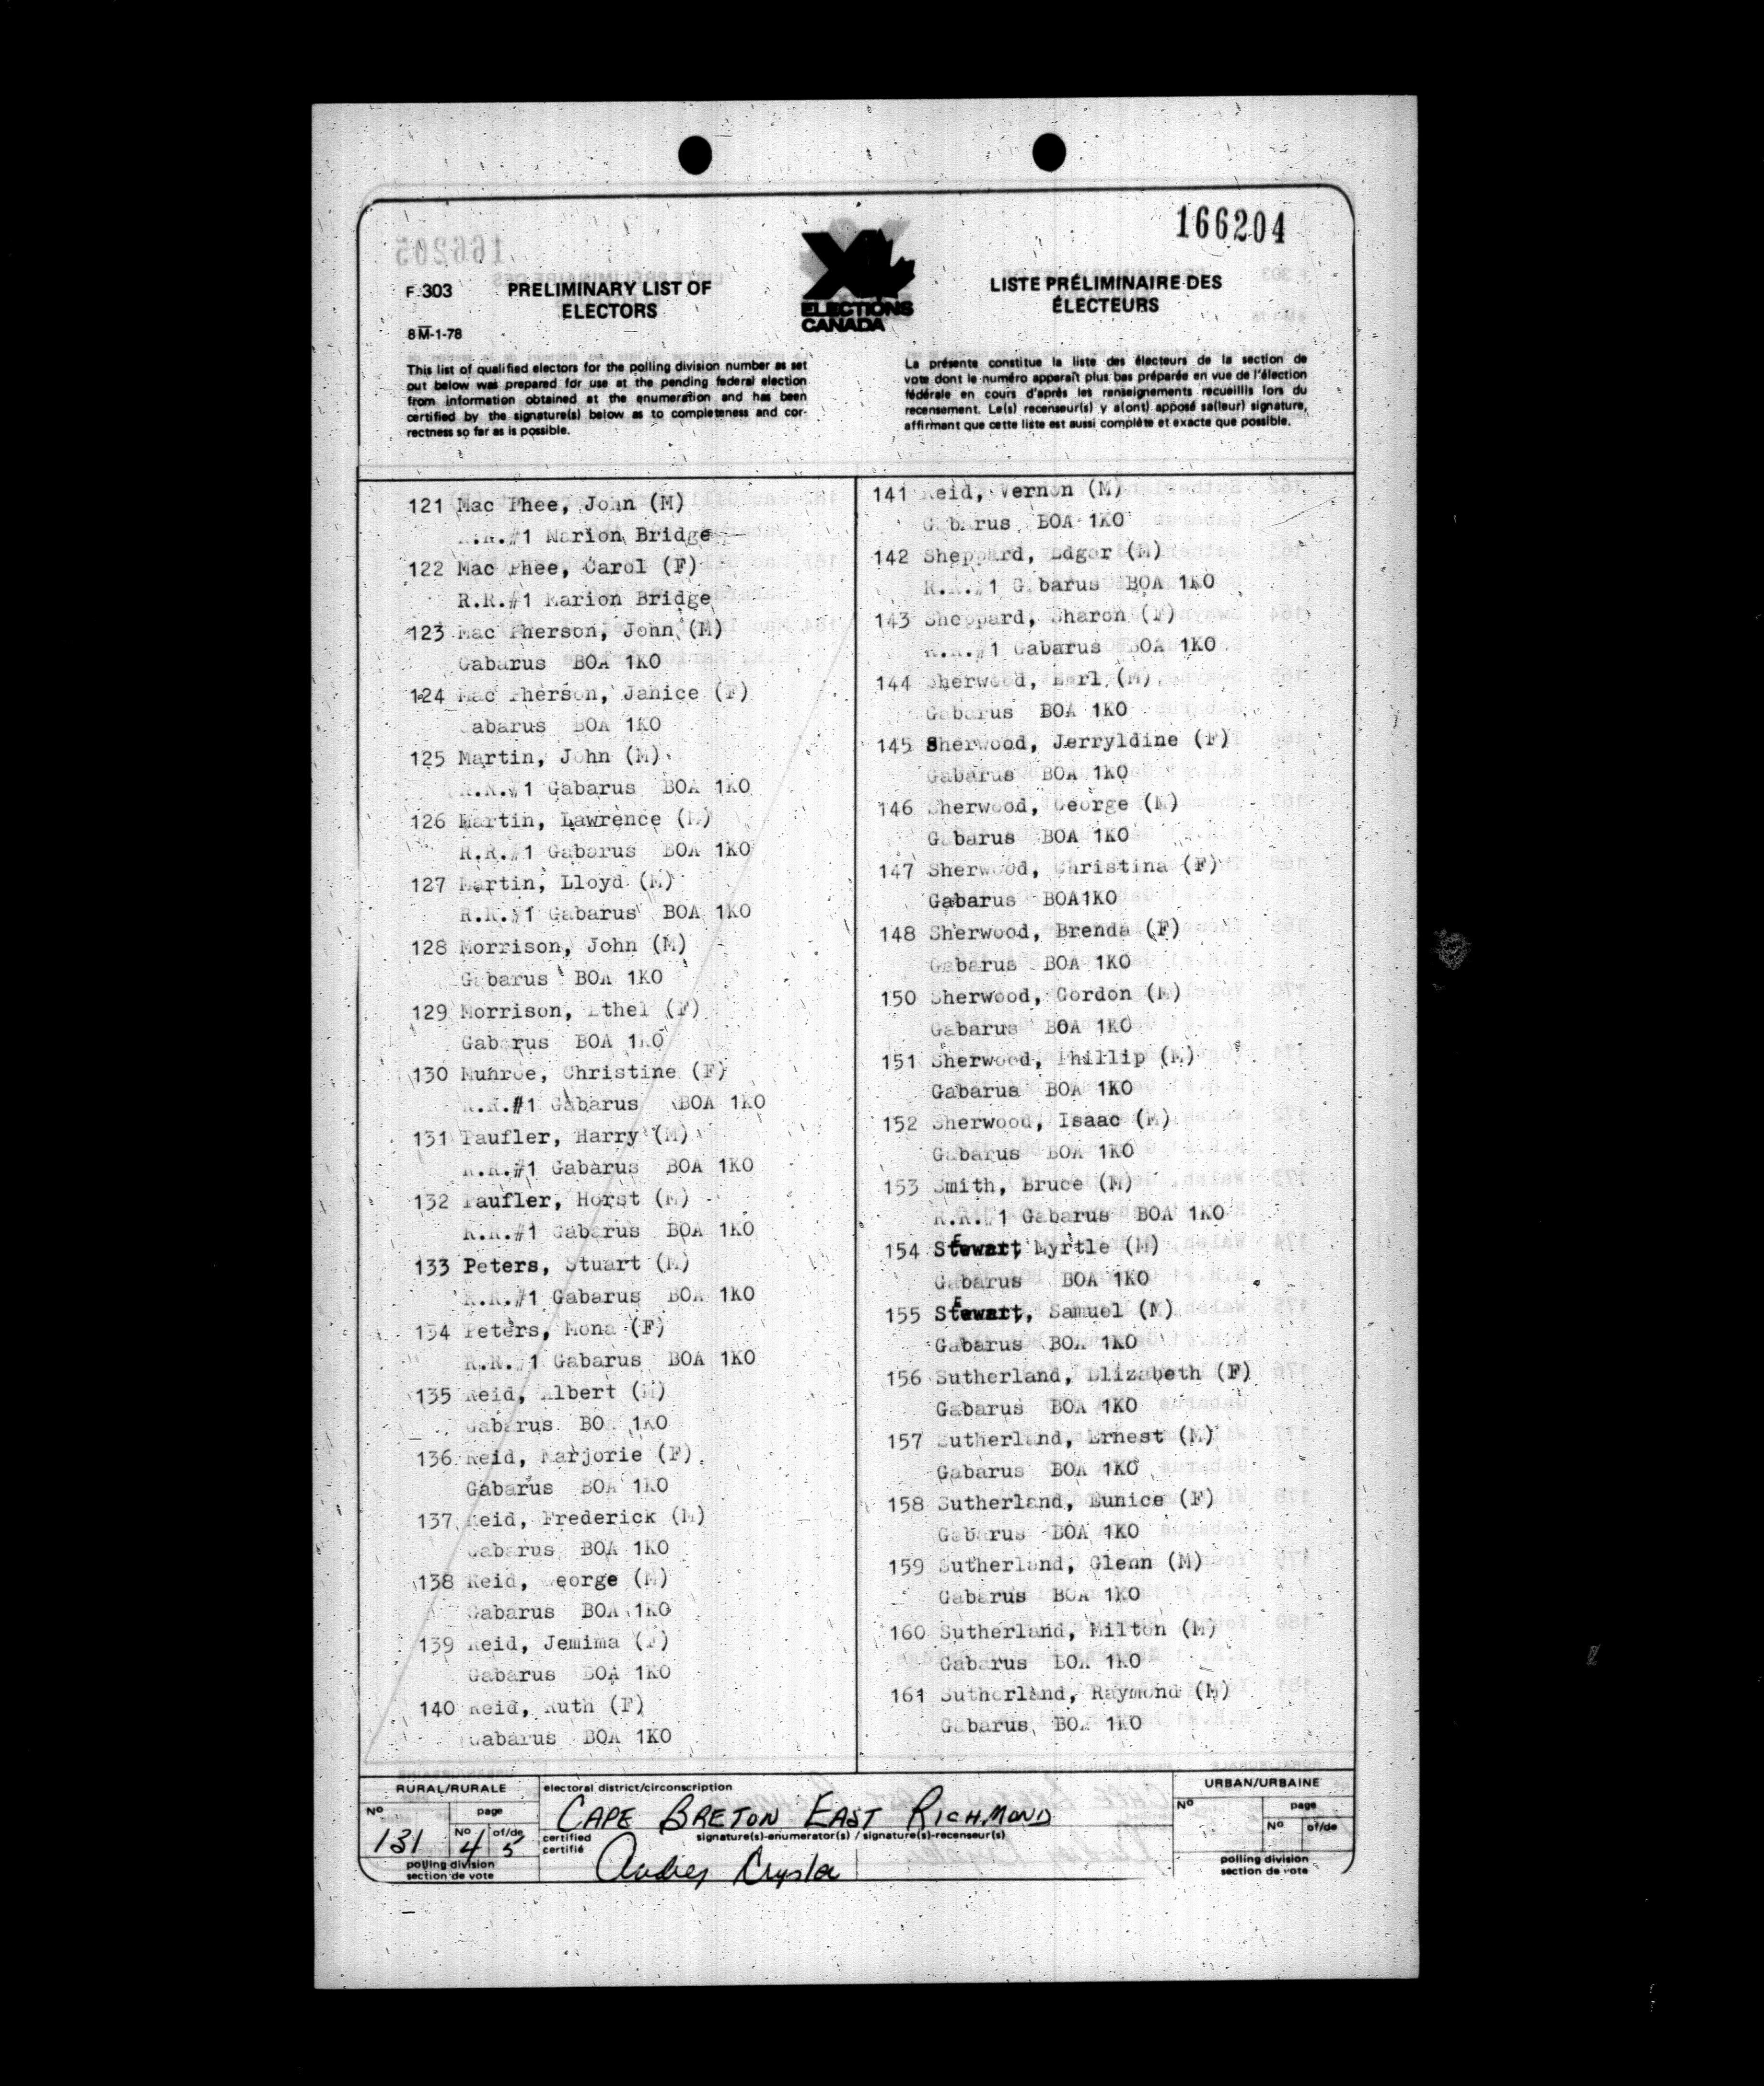 166204
F 303
PRELIMINARY LIST OF
ELECTORS
8M-1-78
ELECTIONS
CANADA
LISTE PRÉLIMINAIRE DES
ÉLECTEURS
This list of qualified electors for the polling division number as set
out below was prepared for use at the pending federal election
from information obtained at the enumeration and has been
certified by the signature(s) below as to completeness and cor-
rectness so far as is possible.
La présente constitue la liste des électeurs de la section de
vote dont le numéro apparaît plus bas préparée en vue de l'élection
fédérale en cours d'après les renseignements recueillis lors du
recensement. Le(s) recenseur(s) y a(ont) apposé sa(leur) signature,
affirmant que cette liste est aussi complète et exacte que possible.
121 Mac Phee, John (M)
R.R.#1 Marion Bridge
122 Mac Phee, Carol (F)
R.R.#1 Marion Bridge
123 Mac Pherson, John (M)
Gabarus BOA 1KO
124 Mac Pherson, Janice (F)
Gabarus BOA 1KO
125 Martin, John (M)
R.R.#1 Gabarus BOA 1KO
126 Martin, Lawrence (M)
R.R.#1 Gabarus BOA 1KO
127 Martin, Lloyd (M)
R.R.#1 Gabarus BOA 1KO
128 Morrison, John (M)
Gabarus BOA 1KO
129 Morrison, Ethel (F)
Gabarus BOA 1KO
130 Munroe, Christine (F)
R.R.#1 Gabarus BOA 1KO
131 Paufler, Harry (M)
R.R.#1 Gabarus BOA 1KO
132 Paufler, Horst (M)
R.R.#1 Gabarus BOA 1KO
133 Peters, Stuart (M)
R.R.#1 Gabarus BOA 1KO
134 Peters, Mona (F)
R.R.#1 Gabarus BOA 1KO
135 Reid, Albert (M)
Gabarus BOA 1KO
136 Reid, Marjorie (F)
Gabarus BOA 1KO
137 Reid, Frederick (M)
Gabarus BOA 1KO
138 Reid, George (M)
Gabarus BOA 1KO
139 Reid, Jemima (F)
Gabarus BOA 1KO
140 Reid, Ruth (F)
Gabarus BOA 1KO
141 Reid, Vernon (M)
Gabarus BOA 1KO
142 Sheppard, Edgar (M)
R.R.#1 Gabarus BOA 1KO
143 Sheppard, Sharon (F)
R.R.#1 Gabarus BOA 1KO
144 Sherwood, Earl (M)
Gabarus BOA 1KO
145 Sherwood, Jerryldine (F)
Gabarus BOA 1KO
146 Sherwood, George (M)
Gabarus BOA 1KO
147 Sherwood, Christina (F)
Gabarus BOA1KO
148 Sherwood, Brenda (F)
Gabarus BOA 1KO
150 Sherwood, Gordon (M)
Gabarus BOA 1KO
151 Sherwood, Phillip (M)
Gabarus BOA 1KO
152 Sherwood, Isaac (M)
Gabarus BOA 1KO
153 Smith, Bruce (M)
R.R.#1 Gabarus BOA 1KO
154 Stewart, Myrtle (M)
Gabarus BOA 1KO
155 Stewart, Samuel (M)
Gabarus BOA 1KO
156 Sutherland, Elizabeth (F)
Gabarus BOA 1KO
157 Sutherland, Ernest (M)
Gabarus BOA 1KO
158 Sutherland, Eunice (F)
Gabarus BOA 1KO
159 Sutherland, Glenn (M)
Gabarus BOA 1KO
160 Sutherland, Milton (M)
Gabarus BOA 1KO
161 Sutherland, Raymond (M)
Gabarus BOA 1KO
RURAL/RURALE
No
131
page
No 4
of/de 5
polling division
section de vote
electoral district/circonscription
CAPE BRETON EAST RICHMOND
certified
certifié
signature(s)-enumerator(s) / signature(s)-recenseur(s)
URBAN/URBAINE
No
page
No
of/de
polling division
section de vote